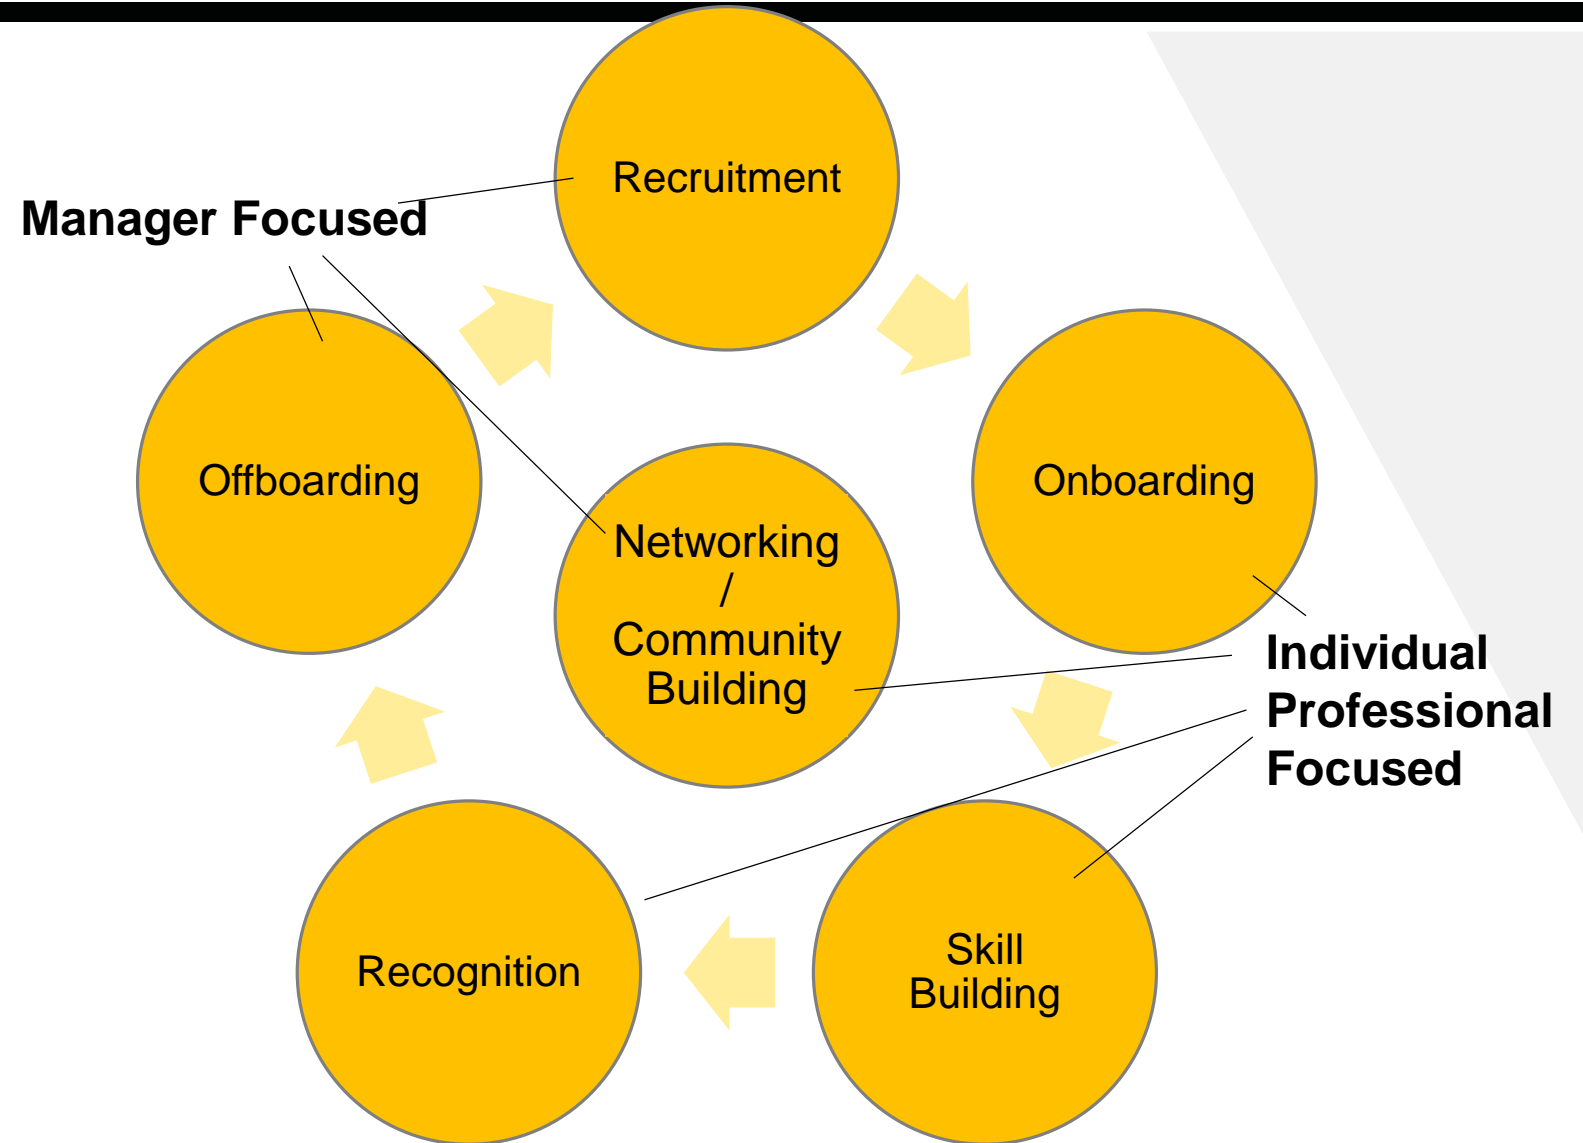 Recruitment
Manager Focused
Offboarding
Onboarding
Networking
/
Community
Building
Individual
Professional
Focused
Recognition
Skill
Building